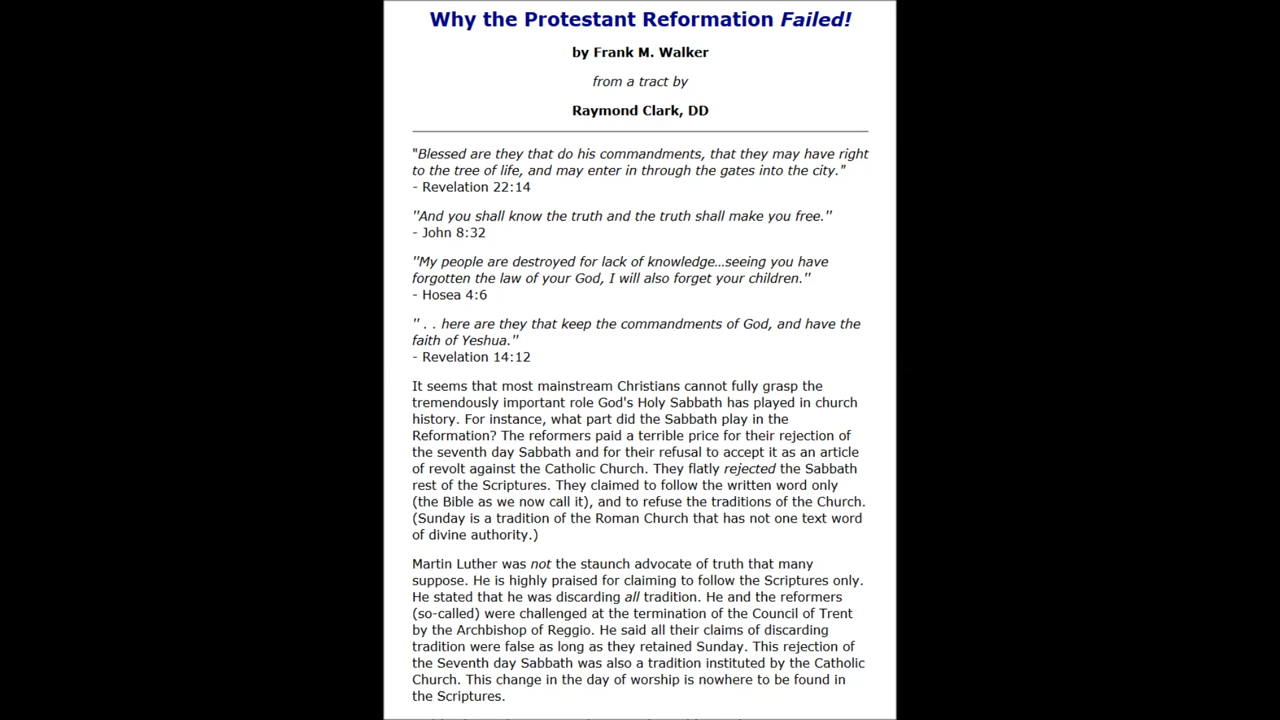 Why the Protestant Reformation Failed!
by Frank M. Walker
from a tract by
Raymond Clark, DD
"Blessed are they that do his commandments, that they may have right
to the tree of life, and may enter in through the gates into the city."
- Revelation 22:14
"And you shall know the truth and the truth shall make you free."
- John 8:32
"My people are destroyed for lack of knowledge...seeing you have
forgotten the law of your God, I will also forget your children."
- Hosea 4:6
" . . here are they that keep the commandments of God, and have the
faith of Yeshua."
- Revelation 14:12
It seems that most mainstream Christians cannot fully grasp the
tremendously important role God's Holy Sabbath has played in church
history. For instance, what part did the Sabbath play in the
Reformation? The reformers paid a terrible price for their rejection of
the seventh day Sabbath and for their refusal to accept it as an article
of revolt against the Catholic Church. They flatly rejected the Sabbath
rest of the Scriptures. They claimed to follow the written word only
(the Bible as we now call it), and to refuse the traditions of the Church.
(Sunday is a tradition of the Roman Church that has not one text word
of divine authority.)
Martin Luther was not the staunch advocate of truth that many
suppose. He is highly praised for claiming to follow the Scriptures only.
He stated that he was discarding all tradition. He and the reformers
(so-called) were challenged at the termination of the Council of Trent
by the Archbishop of Reggio. He said all their claims of discarding
tradition were false as long as they retained Sunday. This rejection of
the Seventh day Sabbath was also a tradition instituted by the Catholic
Church. This change in the day of worship is nowhere to be found in
the Scriptures.